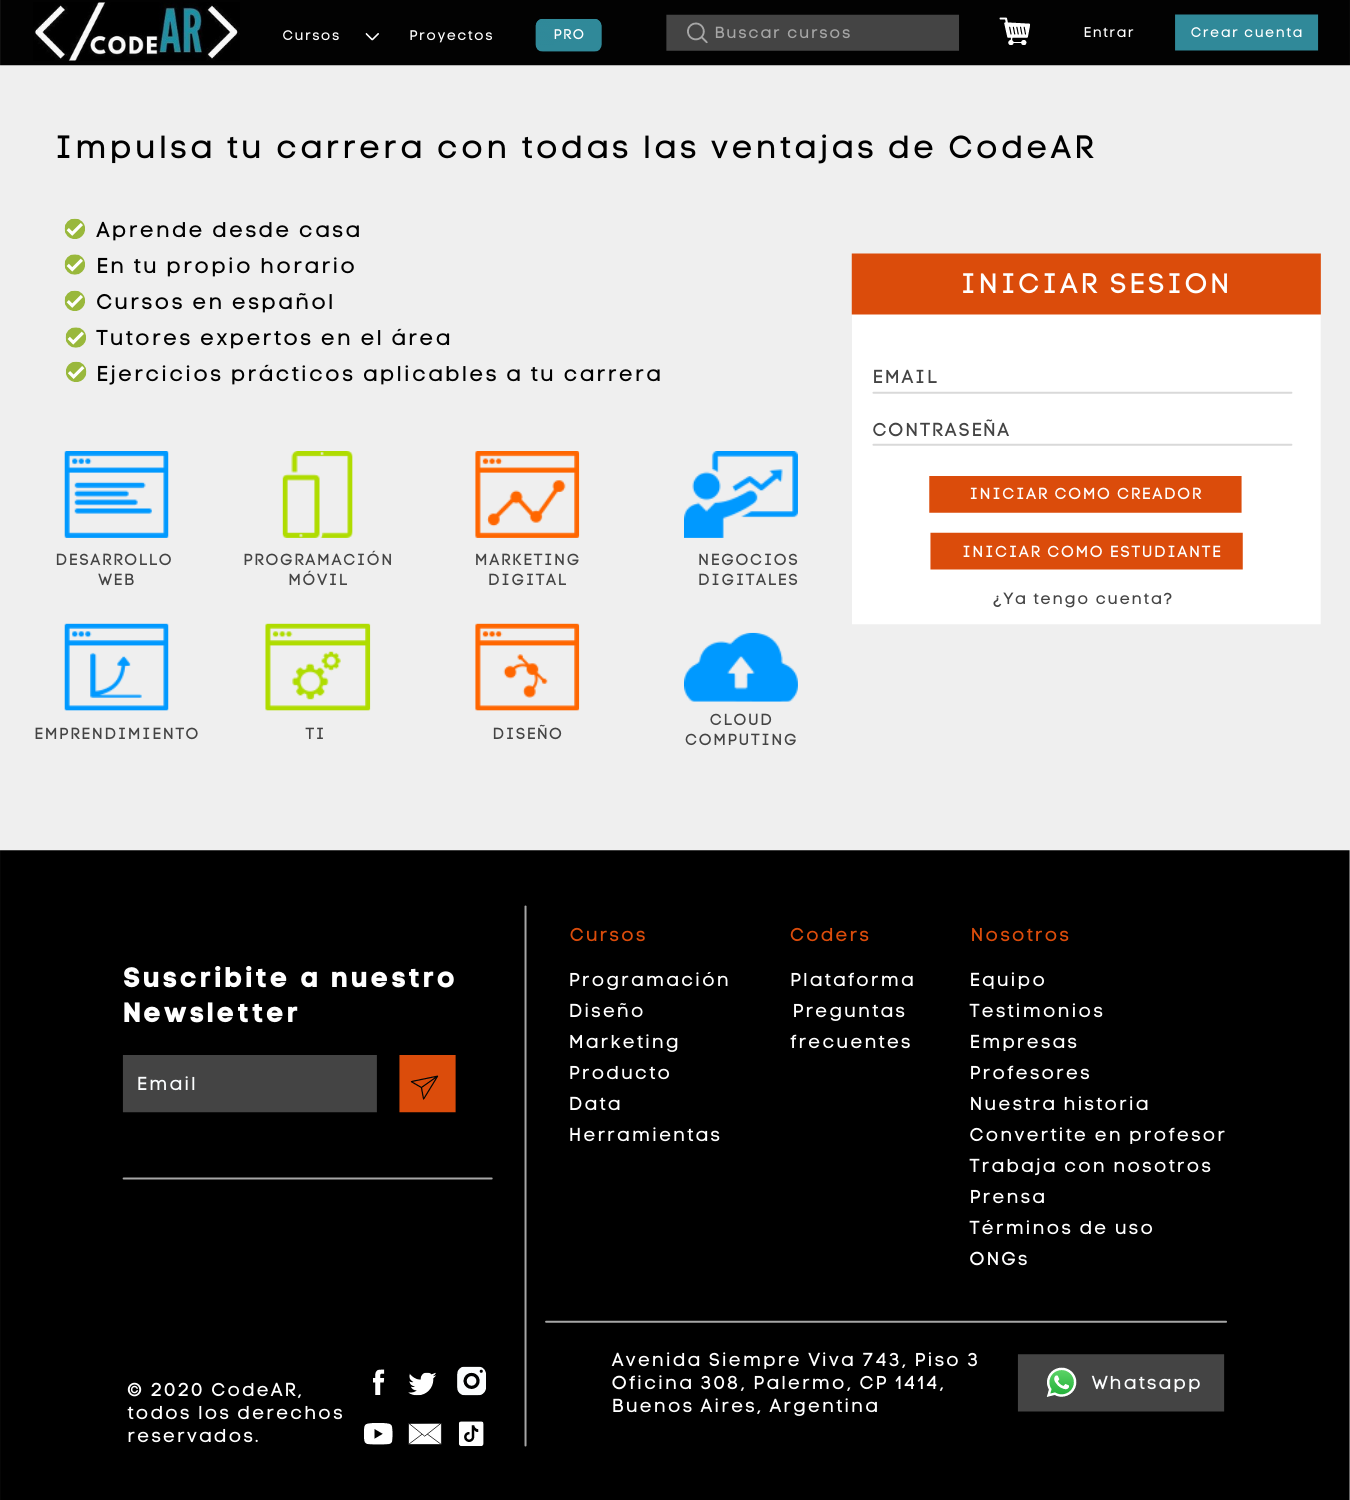 </CODEAR>
Cursos
Proyectos
PRO
Buscar cursos
Entrar
Crear cuenta
Impulsa tu carrera con todas las ventajas de CodeAR
Aprende desde casa
En tu propio horario
Cursos en español
Tutores expertos en el área
Ejercicios prácticos aplicables a tu carrera
INICIAR SESION
EMAIL
CONTRASEÑA
INICIAR COMO CREADOR
INICIAR COMO ESTUDIANTE
¿Ya tengo cuenta?
DESARROLLO
WEB
PROGRAMACIÓN
MÓVIL
MARKETING
DIGITAL
NEGOCIOS
DIGITALES
EMPRENDIMIENTO
TI
DISEÑO
CLOUD
COMPUTING
Suscribite a nuestro
Newsletter
Email
Cursos
Programación
Diseño
Marketing
Producto
Data
Herramientas
Coders
Plataforma
Preguntas
frecuentes
Nosotros
Equipo
Testimonios
Empresas
Profesores
Nuestra historia
Convertite en profesor
Trabaja con nosotros
Prensa
Términos de uso
ONGs
© 2020 CodeAR,
todos los derechos
reservados.
Avenida Siempre Viva 743, Piso 3
Oficina 308, Palermo, CP 1414,
Buenos Aires, Argentina
Whatsapp